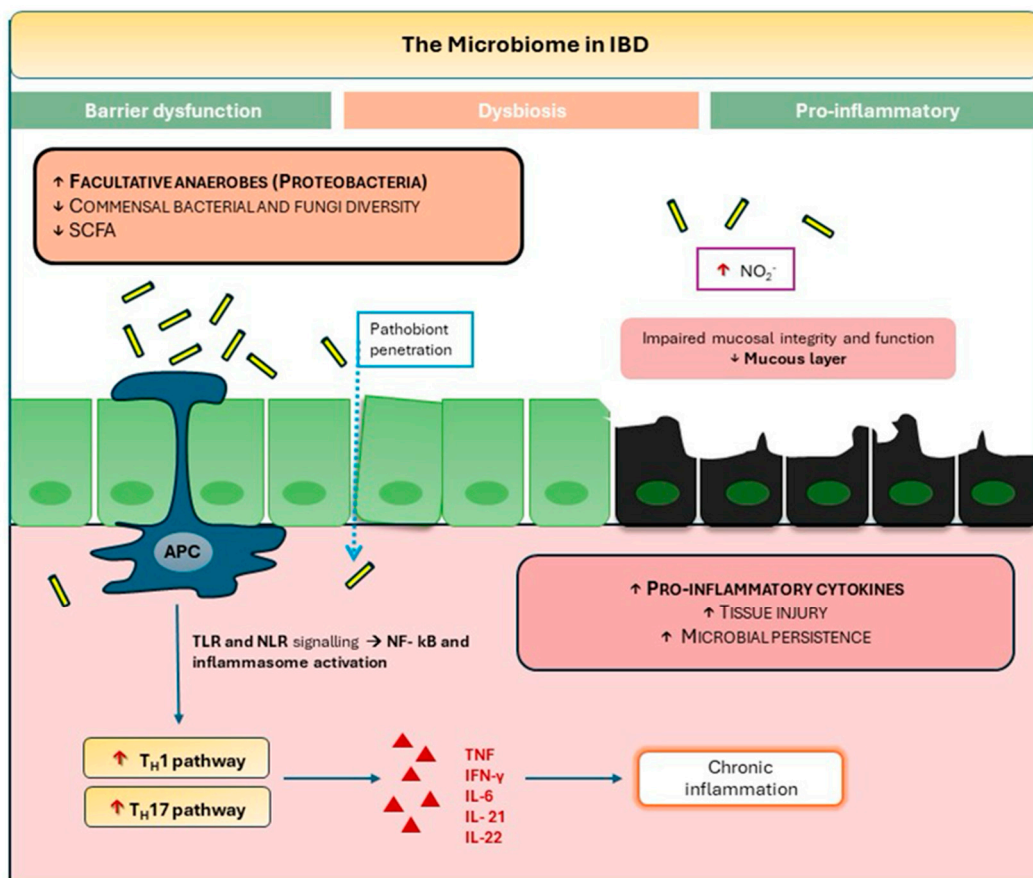 The Microbiome in IBD
Barrier dysfunction
Dysbiosis
Pro-inflammatory
↑ FACULTATIVE ANAEROBES (PROTEOBACTERIA)
↓ COMMENSAL BACTERIAL AND FUNGI DIVERSITY
↓ SCFA
↑ NO₂⁻
Pathobiont
penetration
Impaired mucosal integrity and function
↓ Mucous layer
APC
↑ PRO-INFLAMMATORY CYTOKINES
↑ TISSUE INJURY
↑ MICROBIAL PERSISTENCE
TLR and NLR signalling → NF- kB and
inflammasome activation
↑ TH1 pathway
↑ TH17 pathway
TNF
IFN-γ
IL-6
IL- 21
IL-22
Chronic
inflammation